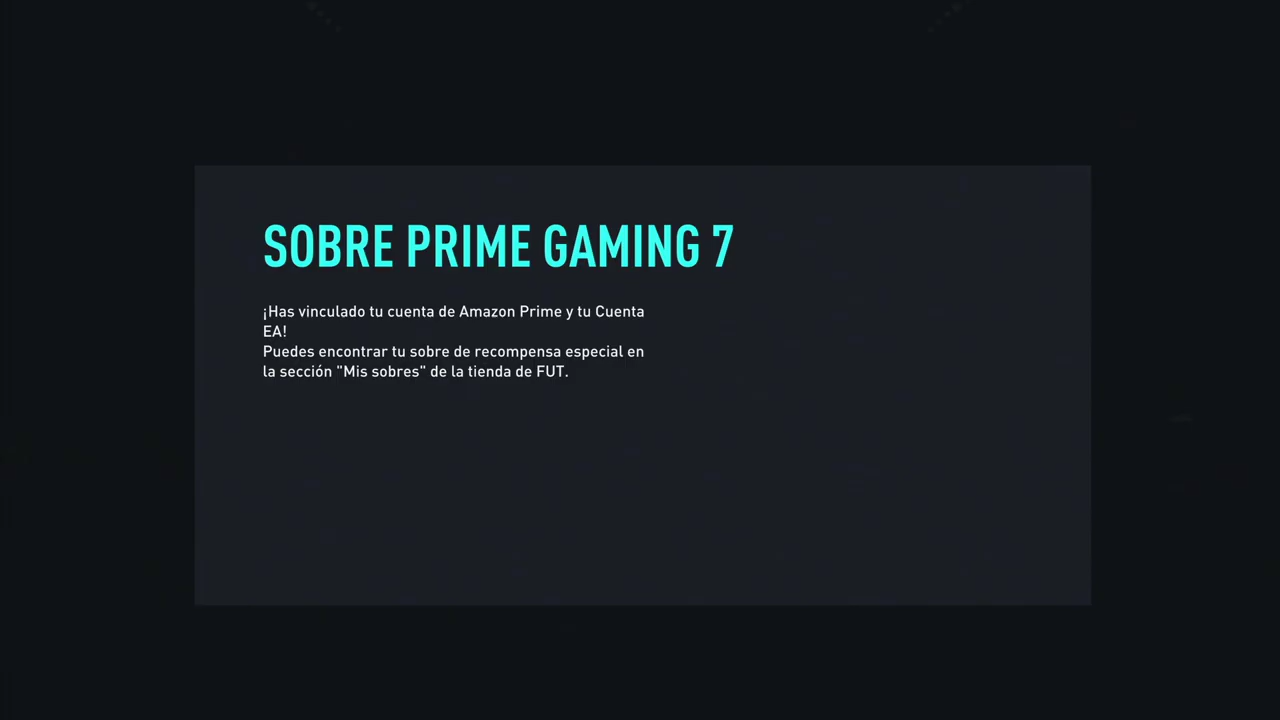 SOBRE PRIME GAMING 7
¡Has vinculado tu cuenta de Amazon Prime y tu Cuenta
EA!
Puedes encontrar tu sobre de recompensa especial en
la sección "Mis sobres" de la tienda de FUT.